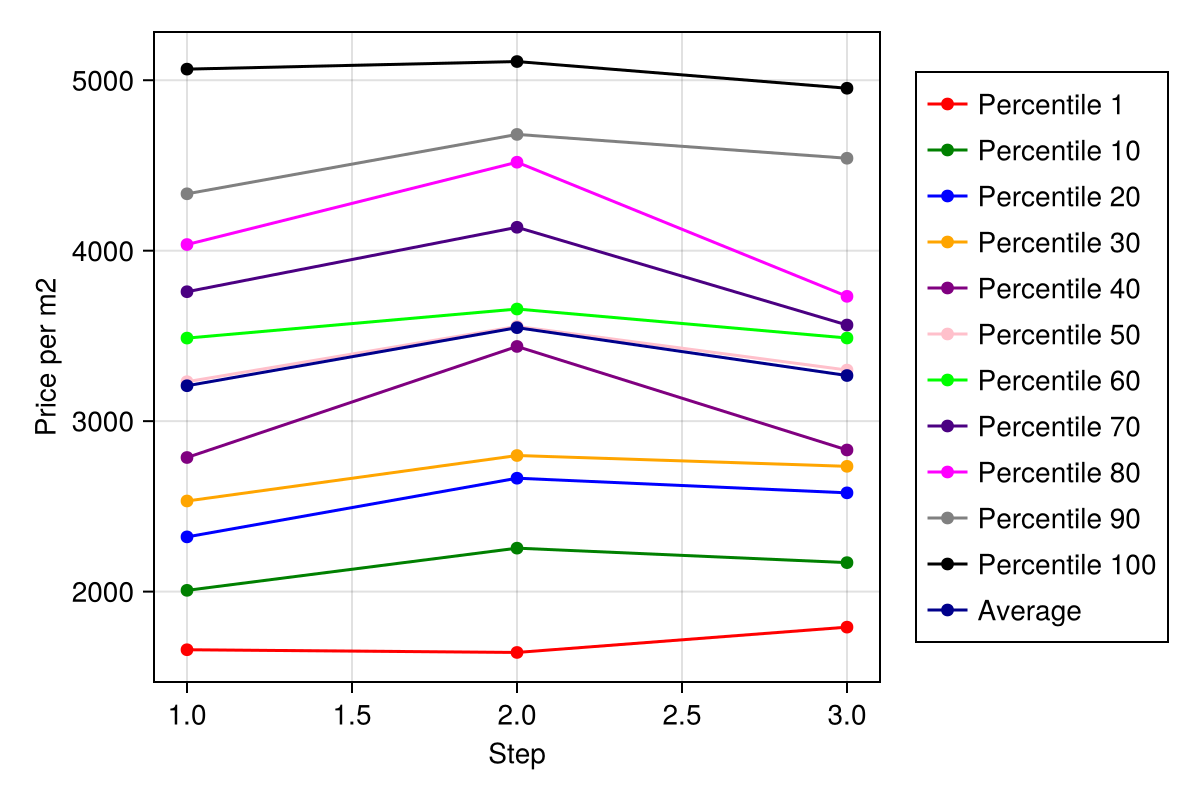 5000
4000
3000
2000
Price per m2
1.0 1.5 2.0 2.5 3.0
Step
Percentile 1
Percentile 10
Percentile 20
Percentile 30
Percentile 40
Percentile 50
Percentile 60
Percentile 70
Percentile 80
Percentile 90
Percentile 100
Average